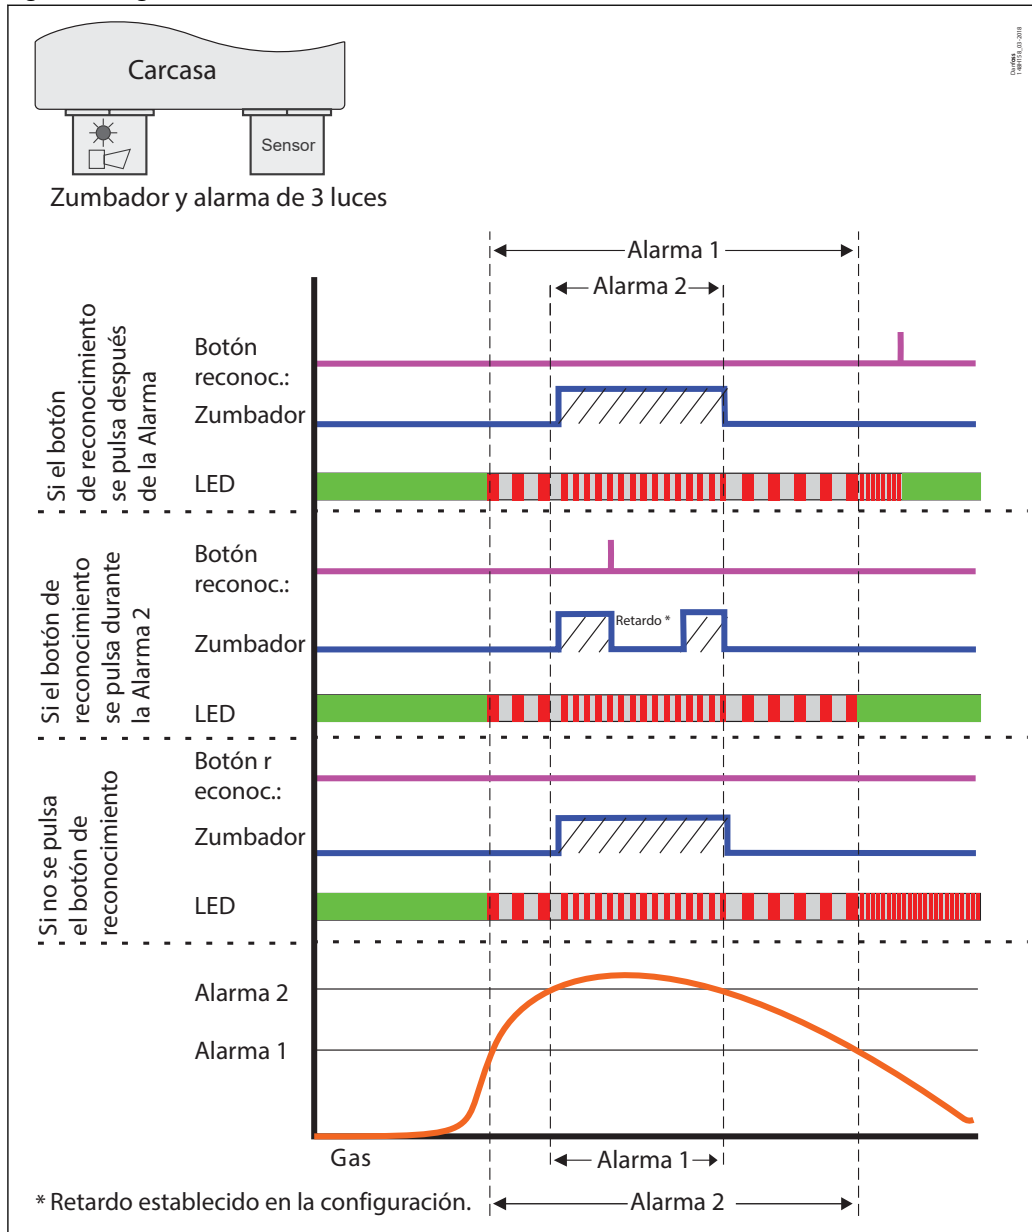 Carcasa
Sensor
Zumbador y alarma de 3 luces
Danfoss
Alarma 1
Alarma 2
Si el botón
de reconocimiento
se pulsa después
de la Alarma
Botón
reconoc.:
Zumbador
LED
Si el botón de
reconocimiento
se pulsa durante
la Alarma 2
Botón
reconoc.:
Retardo *
Zumbador
LED
Si no se pulsa
el botón de
reconocimiento
Botón r
econoc.:
Zumbador
LED
Alarma 2
Alarma 1
Gas
Alarma 1
* Retardo establecido en la configuración.
Alarma 2